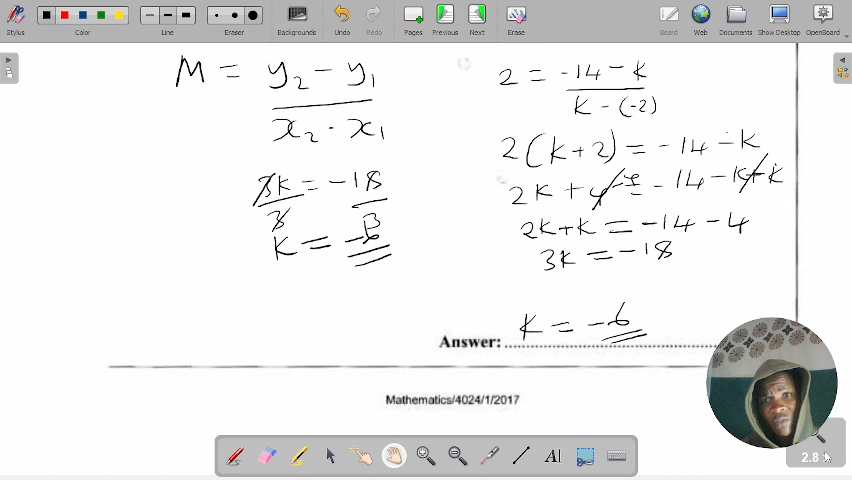 Stylus
Color
Line
Eraser
Backgrounds
Undo
Redo
Pages
Previous
Next
Erase
Board
Web
Documents
Show Desktop
OpenBoard
M = y₂ - y₁
x₂ - x₁
3k = -18
3 3
k = -6
2 = -14 - k
k - (-2)
2(k+2) = -14 - k
2k + 4 - 4 = -14 - k + k
2k+k = -14 - 4
3k = -18
k = -6
Answer: ..........................................
Mathematics/4024/1/2017
2.8